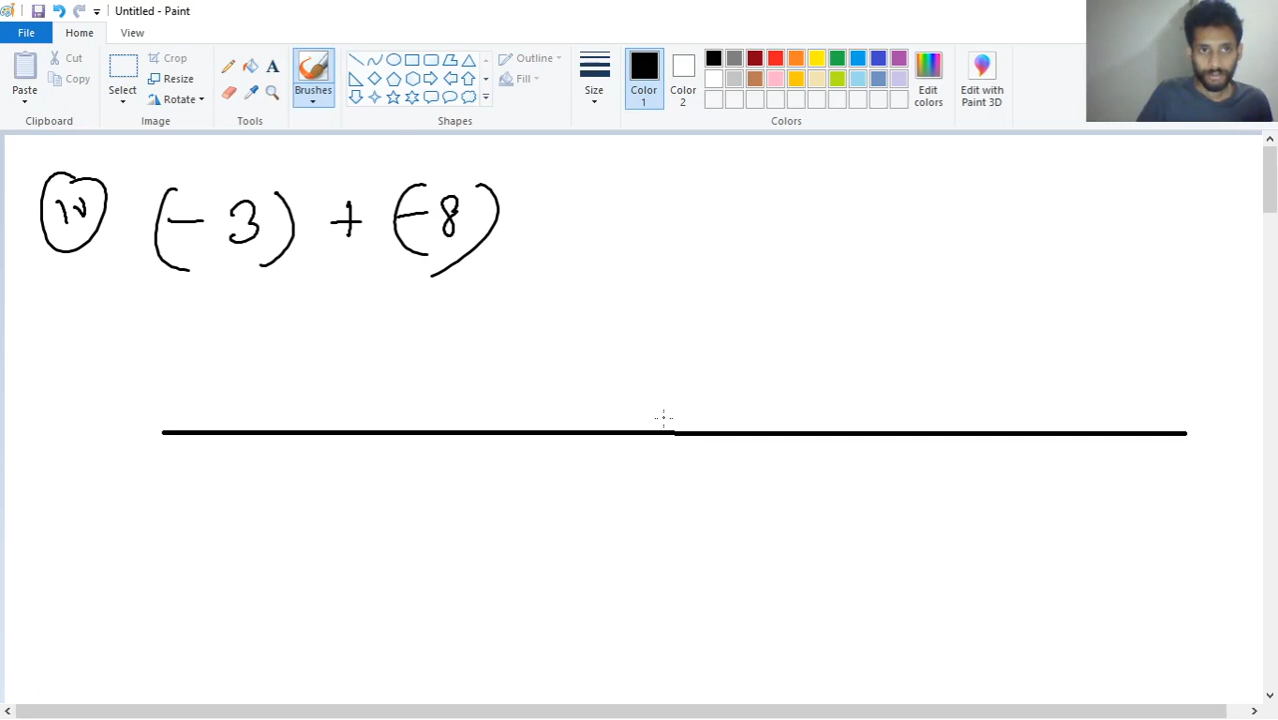 Untitled - Paint
File Home View
Paste Cut Copy
Clipboard
Select Crop Resize Rotate
Image
Tools
Brushes
Outline Fill
Shapes
Size
Color 1
Color 2
Edit colors
Colors
Edit with Paint 3D
iv (-3) + (-8)